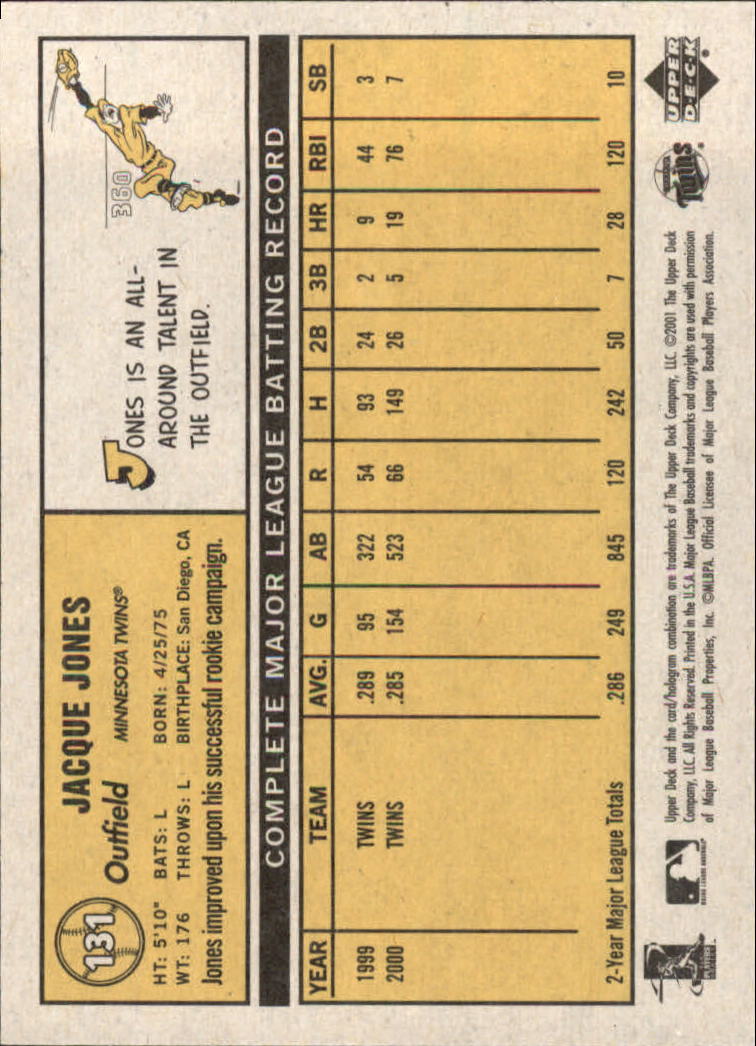 131
JACQUE JONES
Outfield MINNESOTA TWINS®
HT: 5'10" BATS: L BORN: 4/25/75
WT: 176 THROWS: L BIRTHPLACE: San Diego, CA
Jones improved upon his successful rookie campaign.
JONES IS AN ALL-
AROUND TALENT IN
THE OUTFIELD.
360
COMPLETE MAJOR LEAGUE BATTING RECORD
YEAR TEAM AVG. G AB R H 2B 3B HR RBI SB
1999 TWINS .289 95 322 54 93 24 2 9 44 3
2000 TWINS .285 154 523 66 149 26 5 19 76 7
2-Year Major League Totals .286 249 845 120 242 50 7 28 120 10
Upper Deck and the card/hologram combination are trademarks of The Upper Deck Company, LLC. ©2001 The Upper Deck
Company, LLC. All Rights Reserved. Printed in the U.S.A. Major League Baseball trademarks and copyrights are used with permission
of Major League Baseball Properties, Inc. ©MLBPA. Official Licensee of Major League Baseball Players Association.
Twins
UPPER
DECK